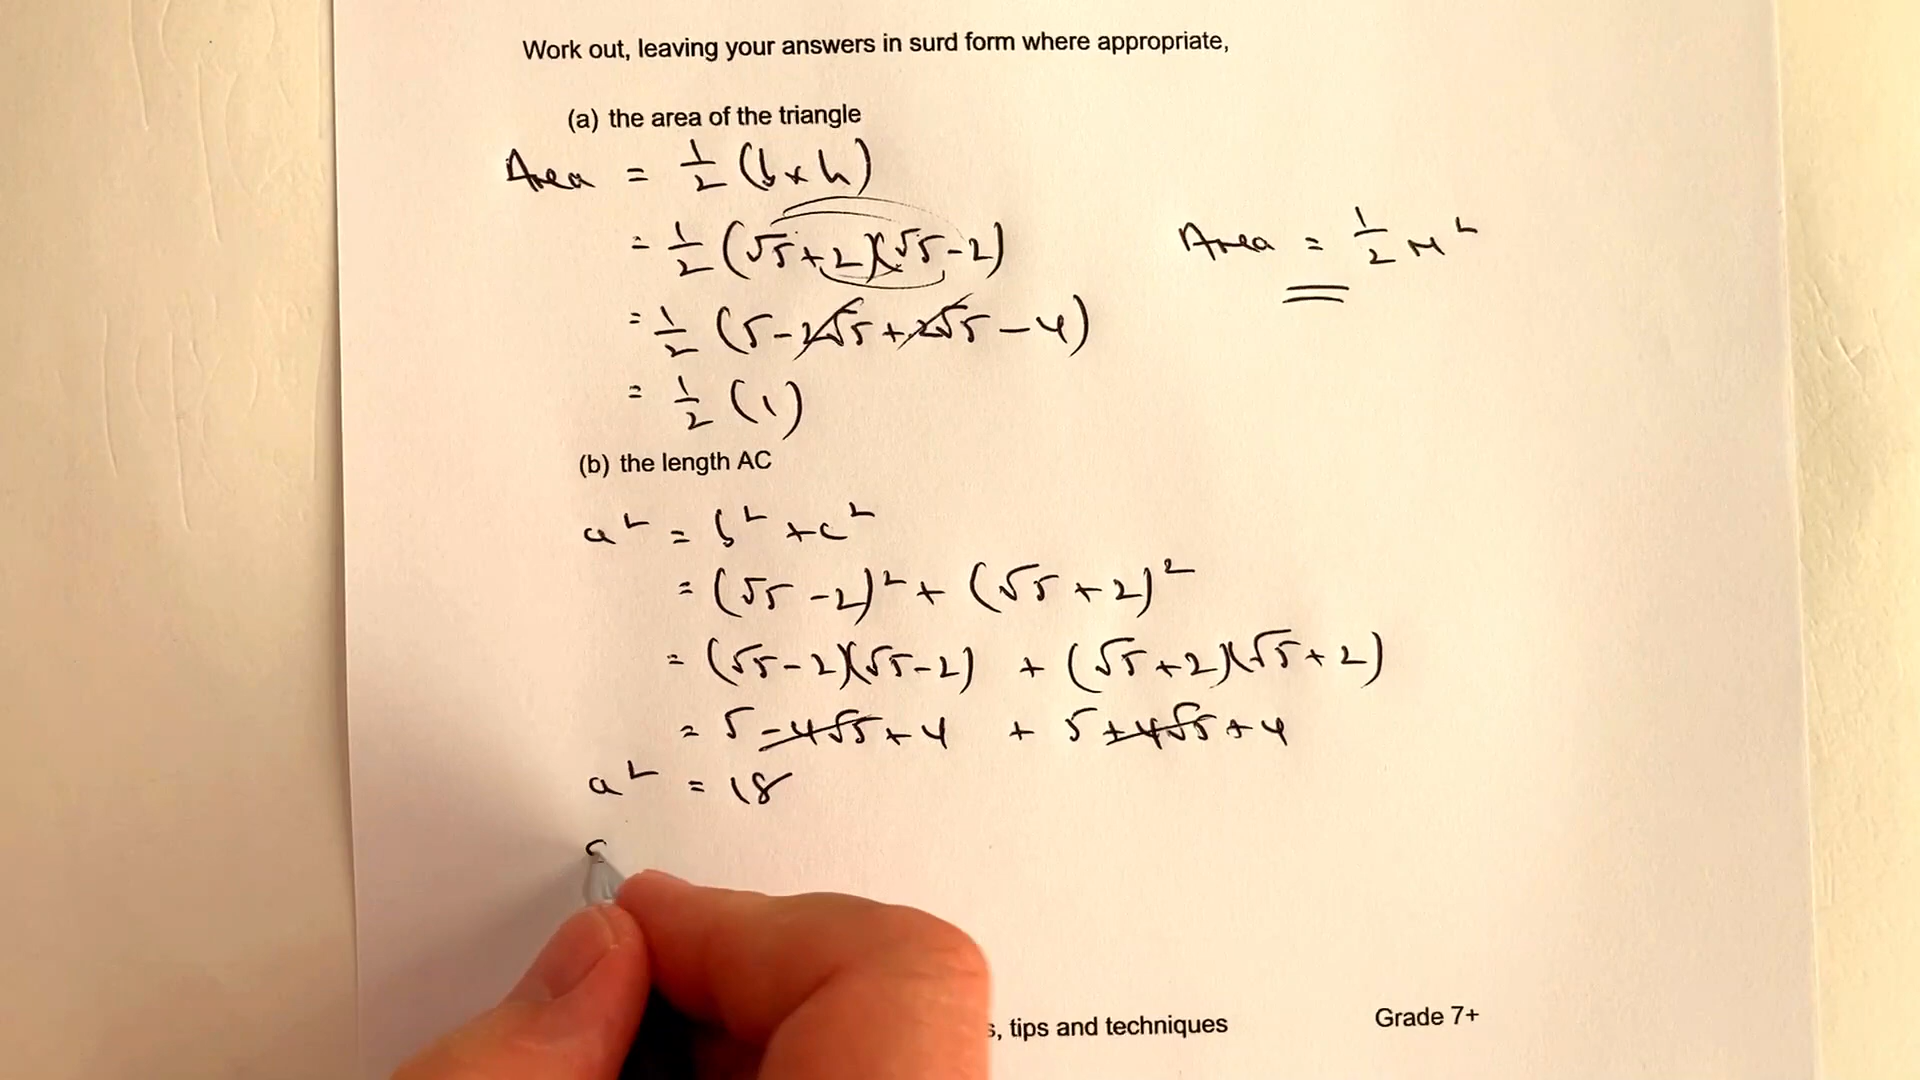 Work out, leaving your answers in surd form where appropriate,
(a) the area of the triangle
Area = 1/2 (b×h)
= 1/2 (√5+2)(√5-2)
Area = 1/2 M²
= 1/2 (5-2√5+2√5-4)
= 1/2 (1)
(b) the length AC
a² = b² + c²
= (√5-2)² + (√5+2)²
= (√5-2)(√5-2) + (√5+2)(√5+2)
= 5-4√5+4 + 5+4√5+4
a² = 18
s, tips and techniques
Grade 7+